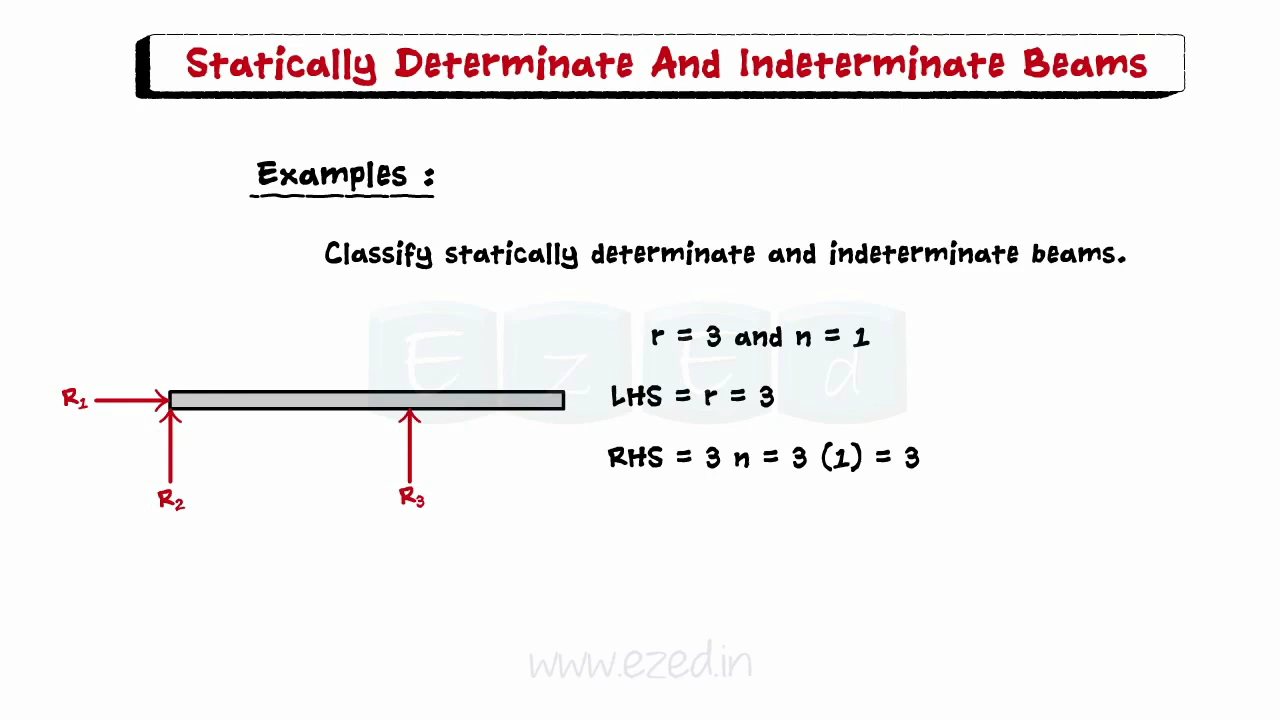 Statically Determinate And Indeterminate Beams
Examples :
Classify statically determinate and indeterminate beams.
EzEd
r = 3 and n = 1
R₁
LHS = r = 3
RHS = 3 n = 3 (1) = 3
R₂
R₃
www.ezed.in